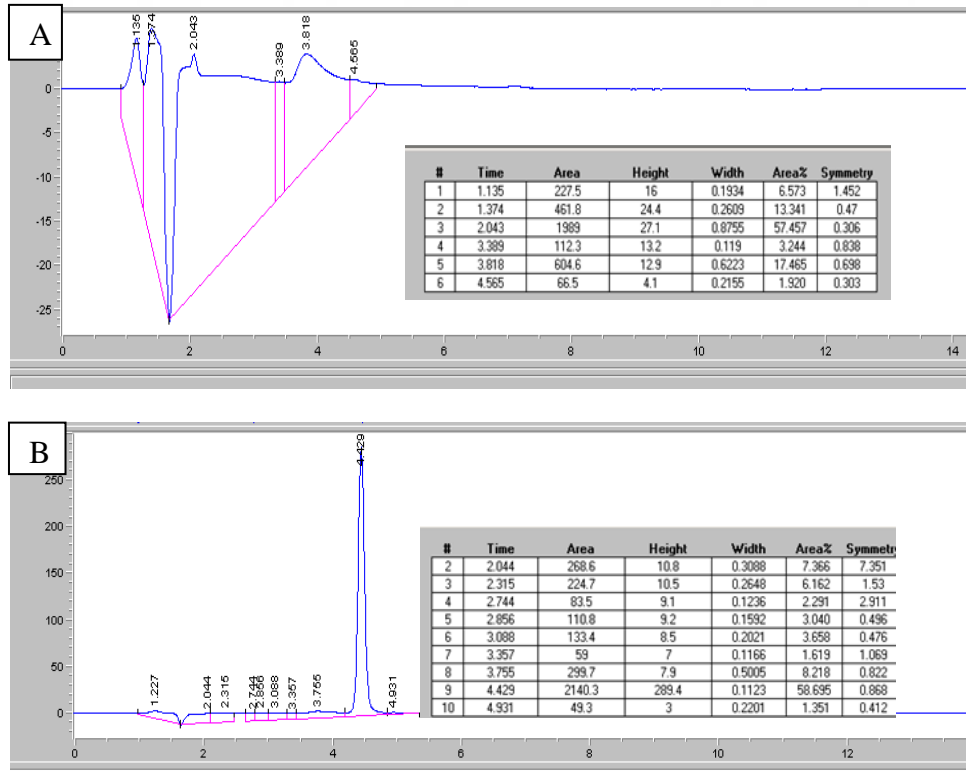 A
1.135
1.374
2.043
3.389
3.818
4.565
0
-5
-10
-15
-20
-25
# Time Area Height Width Area% Symmetry
1 1.135 227.5 16 0.1934 6.573 1.452
2 1.374 461.8 24.4 0.2609 13.341 0.47
3 2.043 1989 27.1 0.8755 57.457 0.306
4 3.389 112.3 13.2 0.119 3.244 0.838
5 3.818 604.6 12.9 0.6223 17.465 0.698
6 4.565 66.5 4.1 0.2155 1.920 0.303
0 2 4 6 8 10 12 14
B
1.227
2.044
2.315
2.744
2.856
3.088
3.357
3.755
4.429
4.931
250
200
150
100
50
0
# Time Area Height Width Area% Symmetry
2 2.044 268.6 10.8 0.3088 7.366 7.351
3 2.315 224.7 10.5 0.2648 6.162 1.53
4 2.744 83.5 9.1 0.1236 2.291 2.911
5 2.856 110.8 9.2 0.1592 3.040 0.496
6 3.088 133.4 8.5 0.2021 3.658 0.476
7 3.357 59 7 0.1166 1.619 1.069
8 3.755 299.7 7.9 0.5005 8.218 0.822
9 4.429 2140.3 289.4 0.1123 58.695 0.868
10 4.931 49.3 3 0.2201 1.351 0.412
0 2 4 6 8 10 12